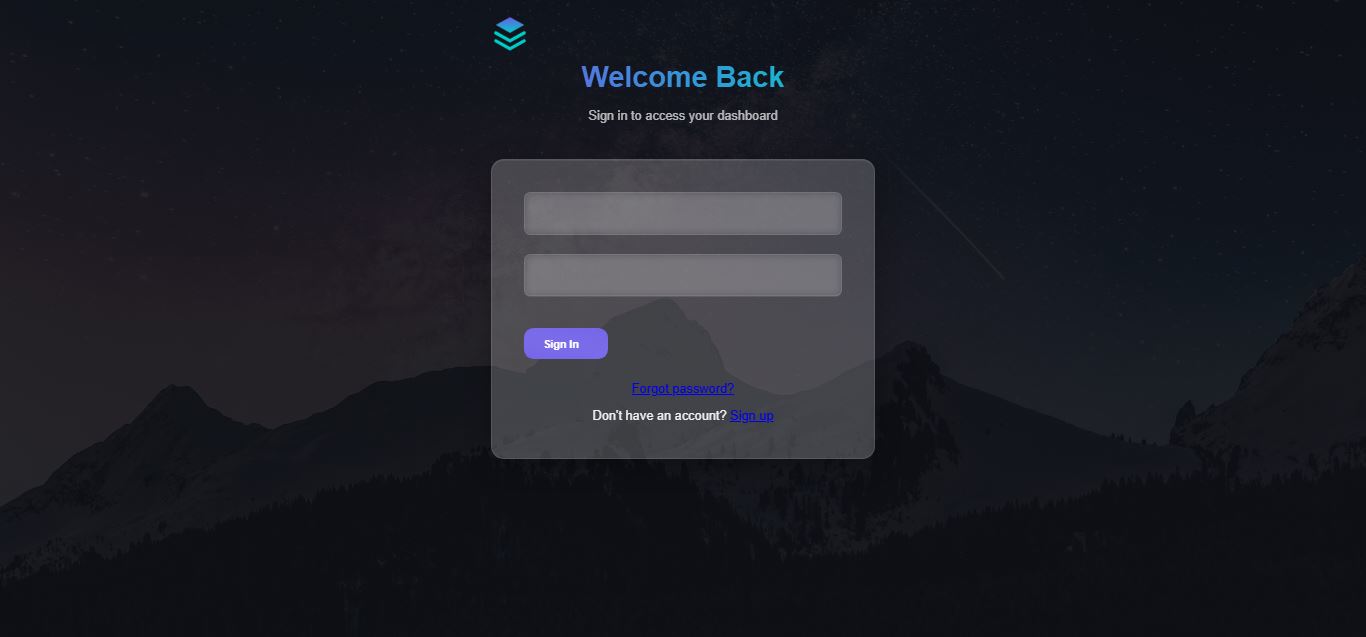 Welcome Back
Sign in to access your dashboard
Sign In
Forgot password?
Don't have an account? Sign up